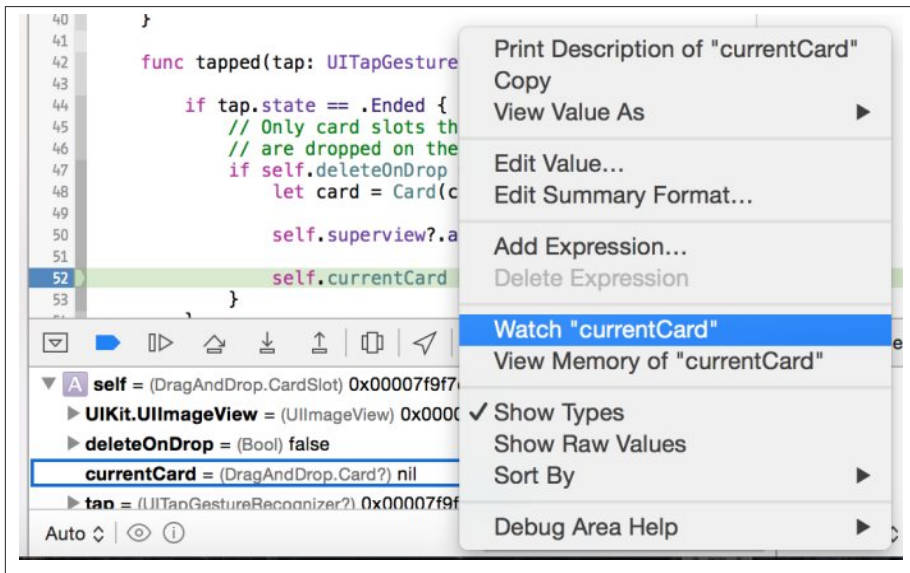 40 }
41
42 func tapped(tap: UITapGesture
43
44 if tap.state == .Ended {
45 // Only card slots th
46 // are dropped on the
47 if self.deleteOnDrop
48 let card = Card(c
49
50 self.superview?.a
51
52 self.currentCard
53 }
Print Description of "currentCard"
Copy
View Value As
Edit Value...
Edit Summary Format...
Add Expression...
Delete Expression
Watch "currentCard"
View Memory of "currentCard"
✓ Show Types
Show Raw Values
Sort By
Debug Area Help
A self = (DragAndDrop.CardSlot) 0x00007f9f7
UIKit.UIImageView = (UIImageView) 0x0000
deleteOnDrop = (Bool) false
currentCard = (DragAndDrop.Card?) nil
tap = (UITapGestureRecognizer?) 0x00007f9f
Auto